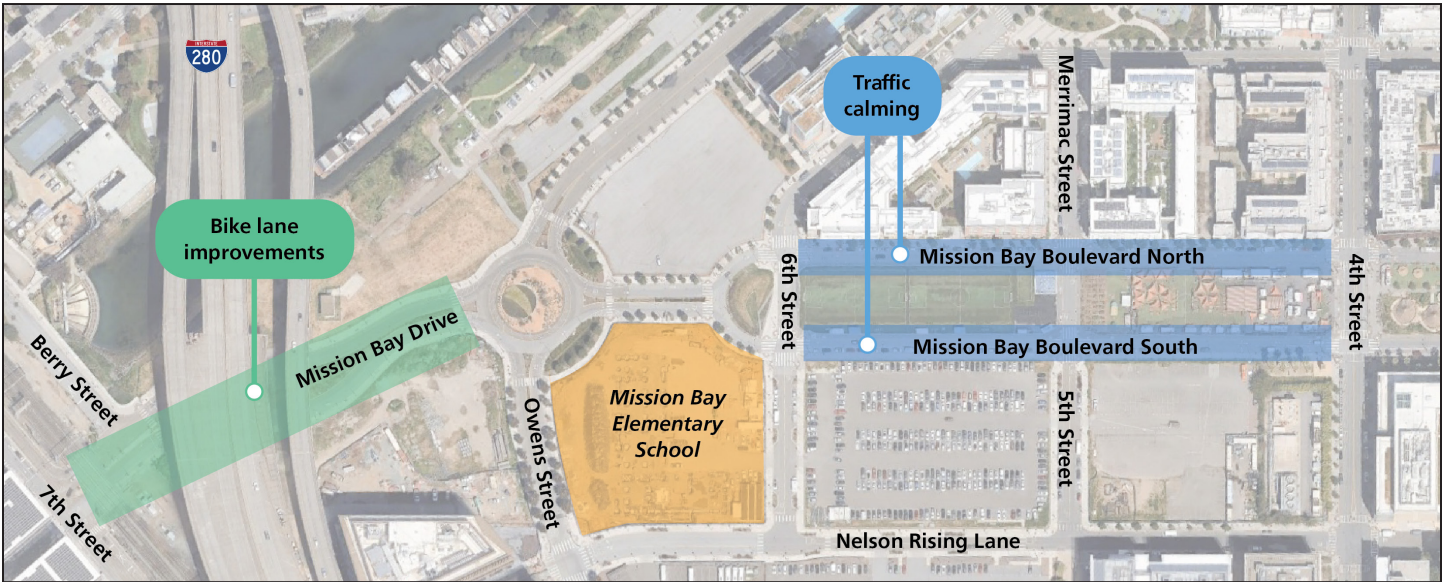 INTERSTATE
280
Traffic
calming
Merrimac Street
Bike lane
improvements
Mission Bay Boulevard North
6th Street
4th Street
Mission Bay Drive
Mission Bay Boulevard South
Berry Street
Mission Bay
Elementary
School
Owens Street
5th Street
7th Street
Nelson Rising Lane